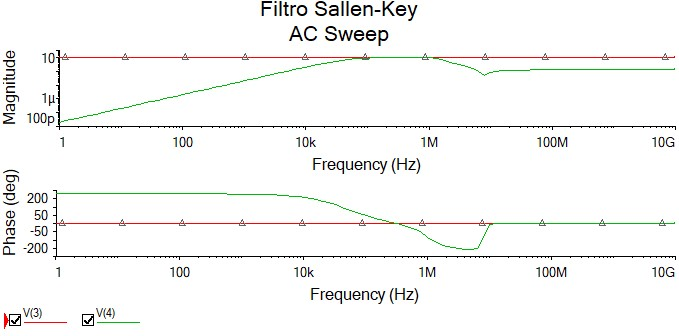 Filtro Sallen-Key
AC Sweep
Magnitude
10
1µ
100p
1
100
10k
1M
100M
10G
Frequency (Hz)
Phase (deg)
200
50
-50
-200
1
100
10k
1M
100M
10G
Frequency (Hz)
V(3)
V(4)